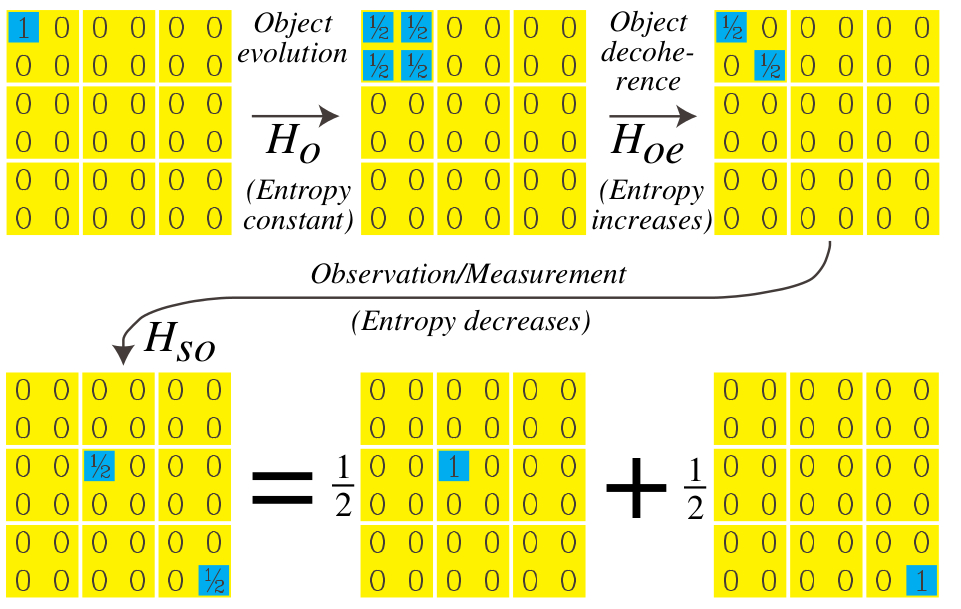 1 0 0 0 0 0
0 0 0 0 0 0
0 0 0 0 0 0
0 0 0 0 0 0
0 0 0 0 0 0
0 0 0 0 0 0
Object
evolution
H_o
(Entropy
constant)
½ ½ 0 0 0 0
½ ½ 0 0 0 0
0 0 0 0 0 0
0 0 0 0 0 0
0 0 0 0 0 0
0 0 0 0 0 0
Object
decohe-
rence
H_oe
(Entropy
increases)
½ 0 0 0 0 0
0 ½ 0 0 0 0
0 0 0 0 0 0
0 0 0 0 0 0
0 0 0 0 0 0
0 0 0 0 0 0
Observation/Measurement
(Entropy decreases)
H_so
0 0 0 0 0 0
0 0 0 0 0 0
0 0 ½ 0 0 0
0 0 0 0 0 0
0 0 0 0 0 0
0 0 0 0 0 ½
= 1/2
0 0 0 0 0 0
0 0 0 0 0 0
0 0 1 0 0 0
0 0 0 0 0 0
0 0 0 0 0 0
0 0 0 0 0 0
+ 1/2
0 0 0 0 0 0
0 0 0 0 0 0
0 0 0 0 0 0
0 0 0 0 0 0
0 0 0 0 0 0
0 0 0 0 0 1